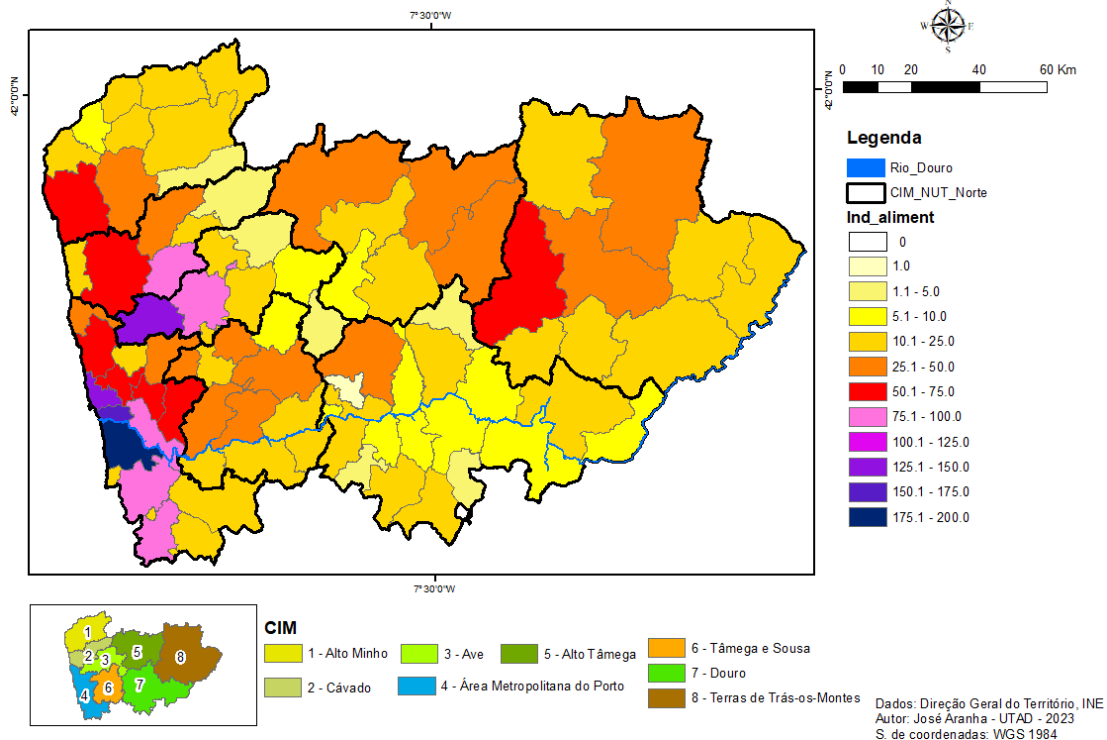 7°30'0"W
N
W E
S
42°0'0"N
42°0'0"N
0 10 20 40 60 Km
Legenda
Rio_Douro
CIM_NUT_Norte
Ind_aliment
0
1.0
1.1 - 5.0
5.1 - 10.0
10.1 - 25.0
25.1 - 50.0
50.1 - 75.0
75.1 - 100.0
100.1 - 125.0
125.1 - 150.0
150.1 - 175.0
175.1 - 200.0
7°30'0"W
1
2
3
4
5
6
7
8
CIM
1 - Alto Minho
3 - Ave
5 - Alto Tâmega
6 - Tâmega e Sousa
2 - Cávado
4 - Área Metropolitana do Porto
7 - Douro
8 - Terras de Trás-os-Montes
Dados: Direção Geral do Território, INE
Autor: José Aranha - UTAD - 2023
S. de coordenadas: WGS 1984